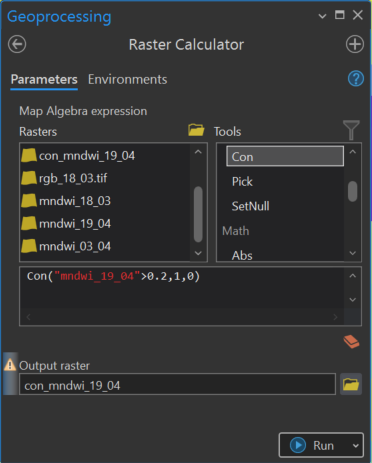 Geoprocessing
Raster Calculator
Parameters Environments
Map Algebra expression
Rasters
Tools
con_mndwi_19_04
rgb_18_03.tif
mndwi_18_03
mndwi_19_04
mndwi_03_04
Con
Pick
SetNull
Math
Abs
Con("mndwi_19_04">0.2,1,0)
Output raster
con_mndwi_19_04
Run